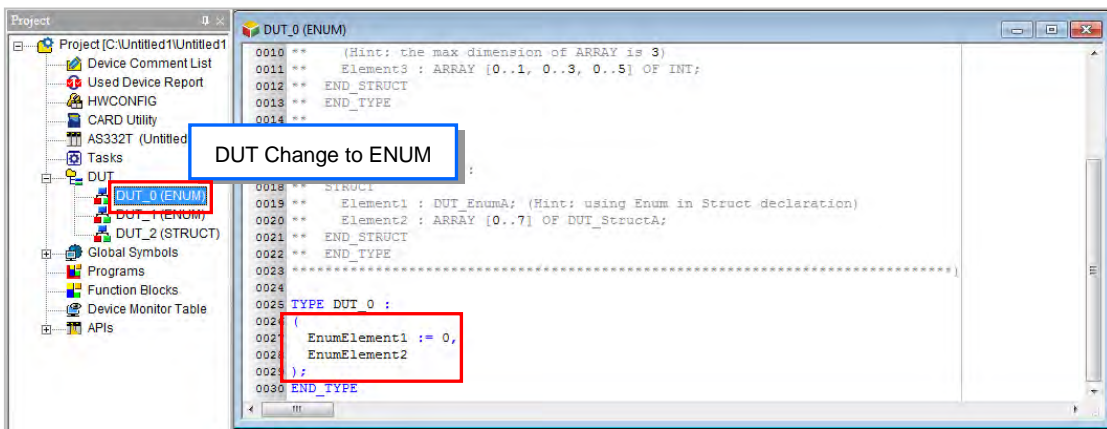 Project
Project [C:\Untitled1\Untitled1
Device Comment List
Used Device Report
HWCONFIG
CARD Utility
AS332T (Untitled
Tasks
DUT
DUT_0 (ENUM)
DUT_1 (ENUM)
DUT_2 (STRUCT)
Global Symbols
Programs
Function Blocks
Device Monitor Table
APIs
DUT Change to ENUM
DUT_0 (ENUM)
0010 ** (Hint: the max dimension of ARRAY is 3)
0011 ** Element3 : ARRAY [0..1, 0..3, 0..5] OF INT;
0012 ** END_STRUCT
0013 ** END_TYPE
0014 **
:
0018 ** STRUCT
0019 ** Element1 : DUT_EnumA; (Hint: using Enum in Struct declaration)
0020 ** Element2 : ARRAY [0..7] OF DUT_StructA;
0021 ** END_STRUCT
0022 ** END_TYPE
0023 ******************************************************************************)
0024
0025 TYPE DUT_0 :
0026 (
0027 EnumElement1 := 0,
0028 EnumElement2
0029 );
0030 END_TYPE